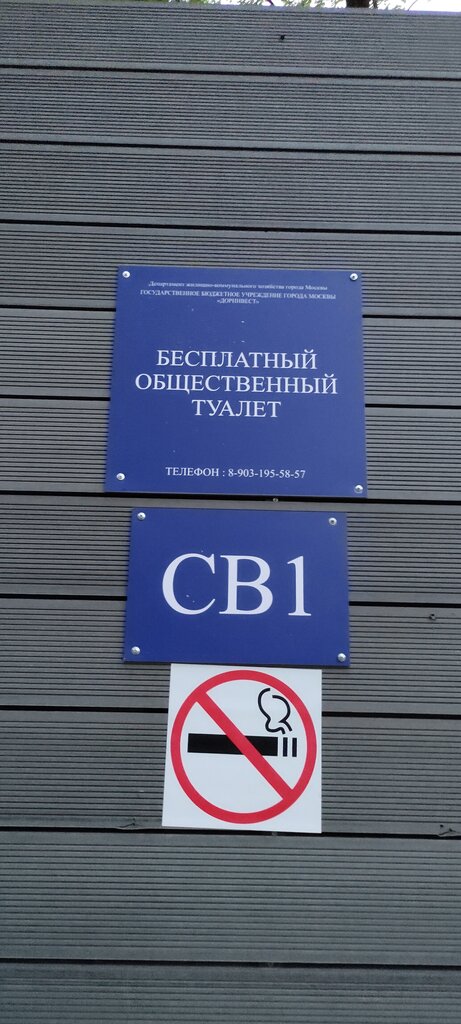 Департамент жилищно-коммунального хозяйства города Москвы
ГОСУДАРСТВЕННОЕ БЮДЖЕТНОЕ УЧРЕЖДЕНИЕ ГОРОДА МОСКВЫ
«ДОРИНВЕСТ»
БЕСПЛАТНЫЙ
ОБЩЕСТВЕННЫЙ
ТУАЛЕТ
ТЕЛЕФОН : 8-903-195-58-57
СВ1